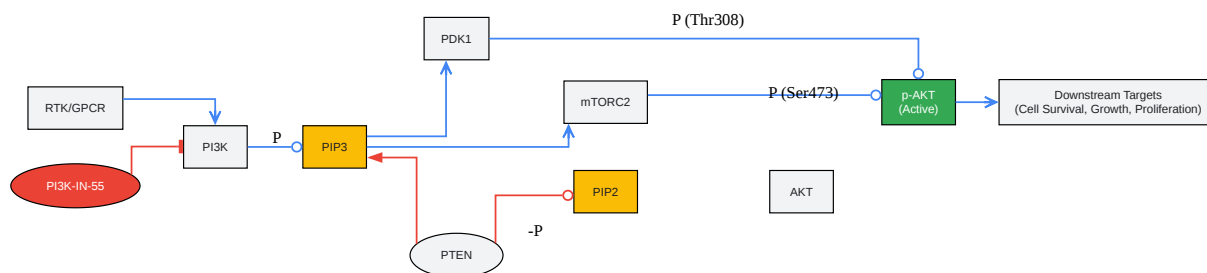 P (Thr308)
PDK1
RTK/GPCR
mTORC2
P (Ser473)
p-AKT
(Active)
Downstream Targets
(Cell Survival, Growth, Proliferation)
P
PI3K
PIP3
PI3K-IN-55
PIP2
AKT
-P
PTEN